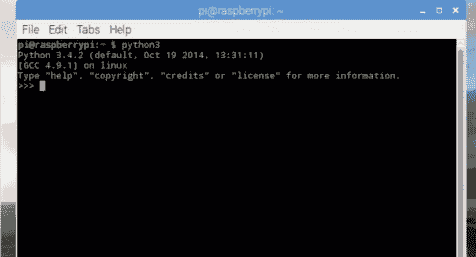 pi@raspberrypi: ~
File Edit Tabs Help
pi@raspberrypi:~ $ python3
Python 3.4.2 (default, Oct 19 2014, 13:31:11)
[GCC 4.9.1] on linux
Type "help", "copyright", "credits" or "license" for more information.
>>>